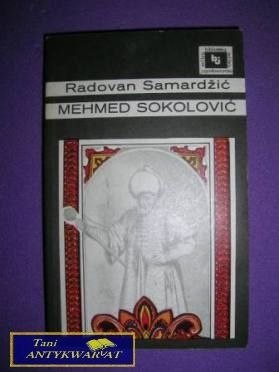 Radovan Samardžić
MEHMED SOKOLOVIĆ
Tani
ANTYKWARIAT